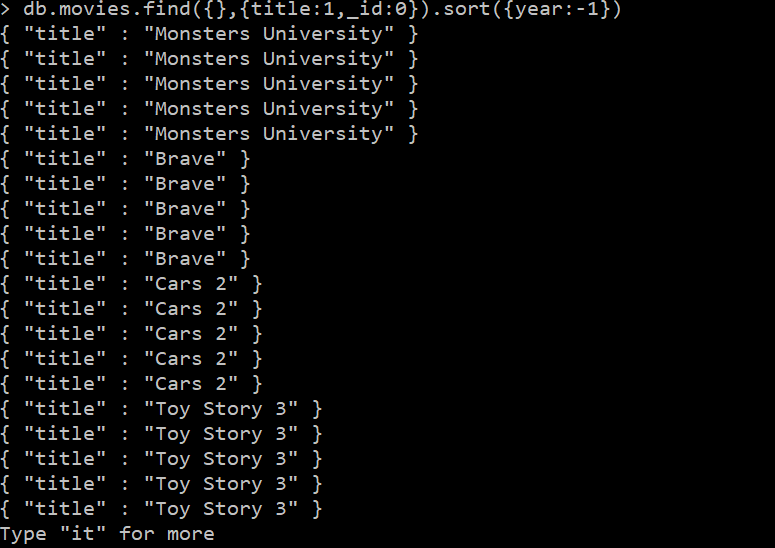 > db.movies.find({},{title:1,_id:0}).sort({year:-1})
{ "title" : "Monsters University" }
{ "title" : "Monsters University" }
{ "title" : "Monsters University" }
{ "title" : "Monsters University" }
{ "title" : "Monsters University" }
{ "title" : "Brave" }
{ "title" : "Brave" }
{ "title" : "Brave" }
{ "title" : "Brave" }
{ "title" : "Brave" }
{ "title" : "Cars 2" }
{ "title" : "Cars 2" }
{ "title" : "Cars 2" }
{ "title" : "Cars 2" }
{ "title" : "Cars 2" }
{ "title" : "Toy Story 3" }
{ "title" : "Toy Story 3" }
{ "title" : "Toy Story 3" }
{ "title" : "Toy Story 3" }
{ "title" : "Toy Story 3" }
Type "it" for more